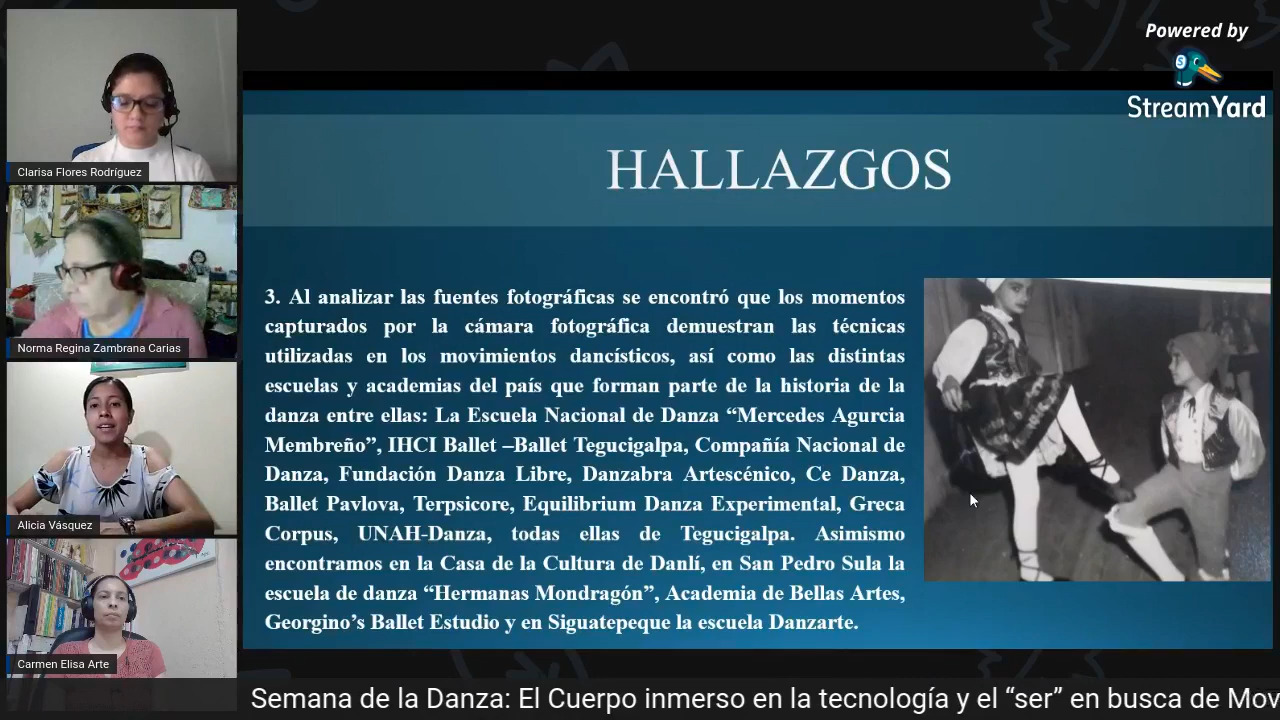 Powered by
StreamYard
Clarisa Flores Rodríguez
Norma Regina Zambrana Carias
Alicia Vásquez
Carmen Elisa Arte
HALLAZGOS
3. Al analizar las fuentes fotográficas se encontró que los momentos
capturados por la cámara fotográfica demuestran las técnicas
utilizadas en los movimientos dancísticos, así como las distintas
escuelas y academias del país que forman parte de la historia de la
danza entre ellas: La Escuela Nacional de Danza “Mercedes Agurcia
Membreño”, IHCI Ballet –Ballet Tegucigalpa, Compañía Nacional de
Danza, Fundación Danza Libre, Danzabra Artescénico, Ce Danza,
Ballet Pavlova, Terpsicore, Equilibrium Danza Experimental, Greca
Corpus, UNAH-Danza, todas ellas de Tegucigalpa. Asimismo
encontramos en la Casa de la Cultura de Danlí, en San Pedro Sula la
escuela de danza “Hermanas Mondragón”, Academia de Bellas Artes,
Georgino’s Ballet Estudio y en Siguatepeque la escuela Danzarte.
Semana de la Danza: El Cuerpo inmerso en la tecnología y el “ser” en busca de Mov